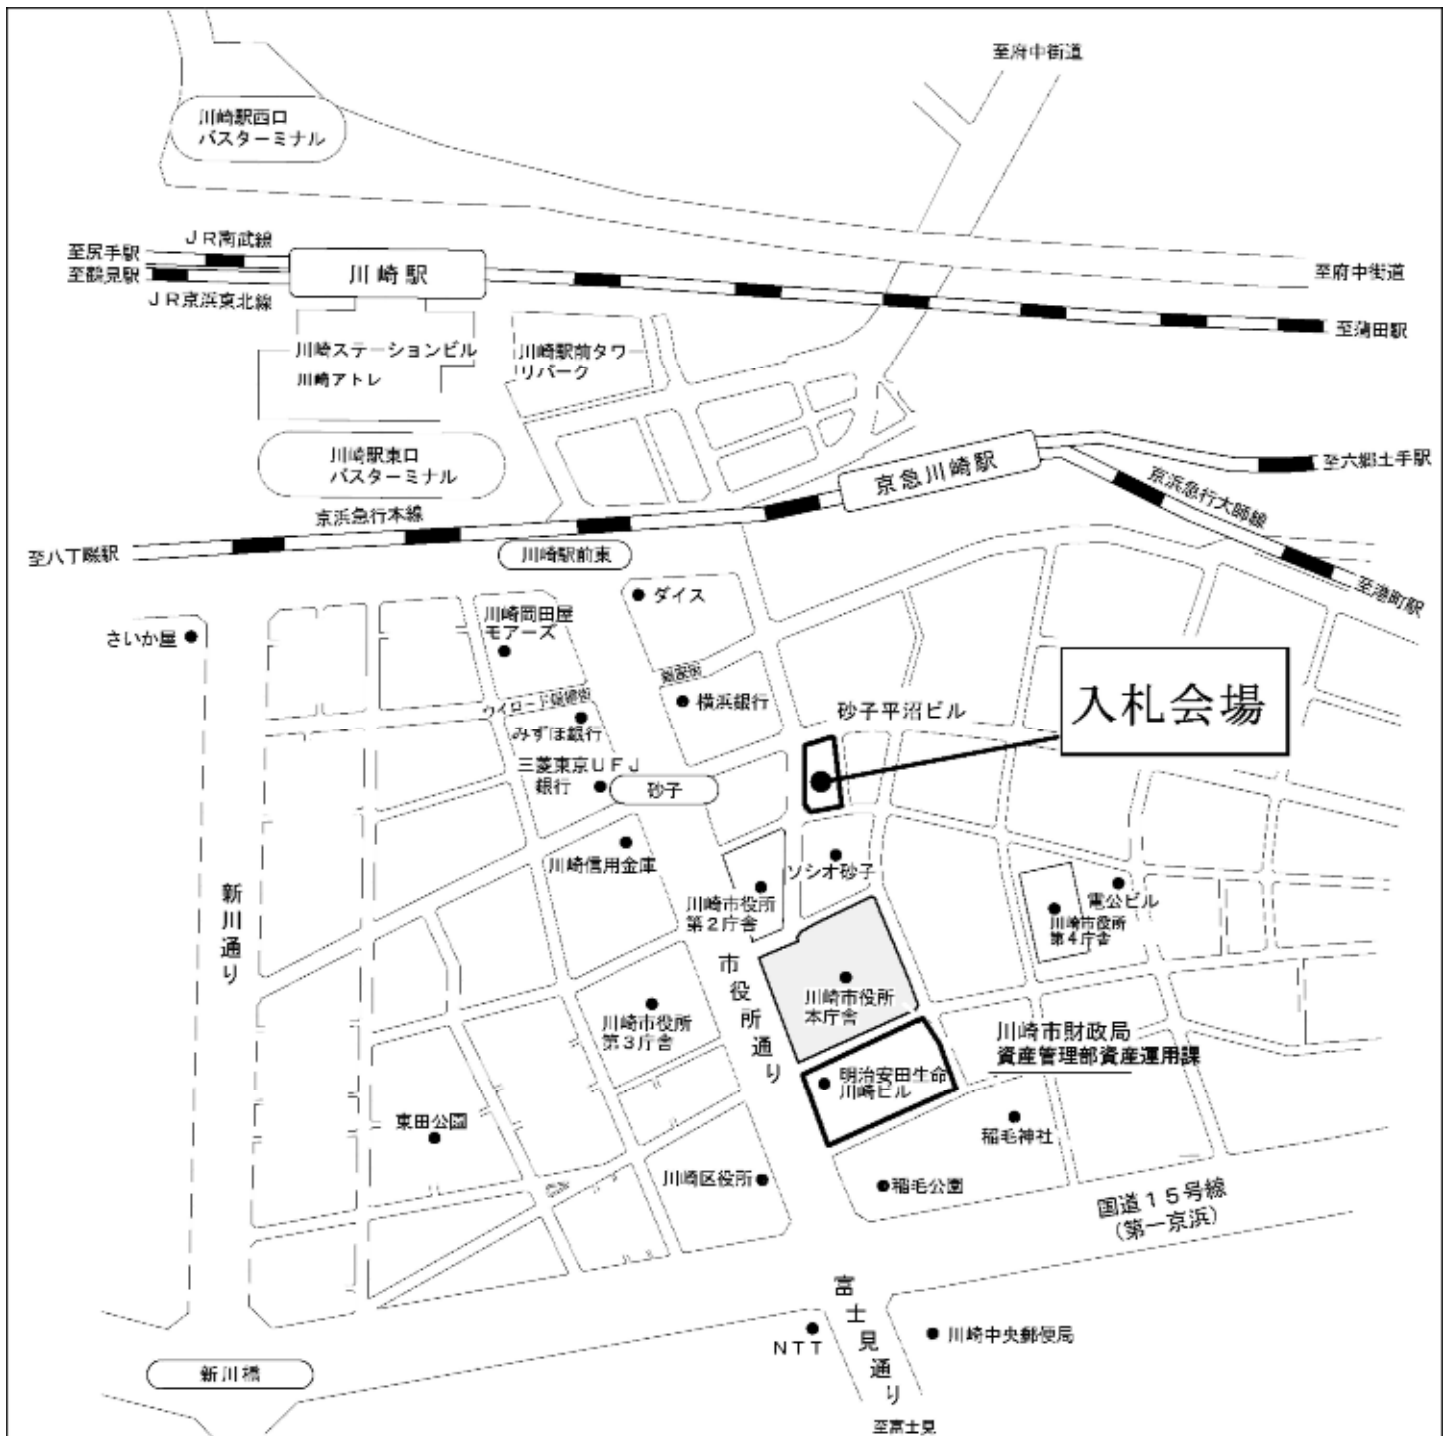 至府中街道
川崎駅西口
バスターミナル
ＪＲ南武線
至尻手駅
川崎駅
至府中街道
至鶴見駅
ＪＲ京浜東北線
至蒲田駅
川崎ステーションビル
川崎アトレ
川崎駅前タワー
リパーク
川崎駅東口
バスターミナル
京急川崎駅
至六郷土手駅
京浜急行大師線
京浜急行本線
至八丁畷駅
川崎駅前東
至港町駅
ダイス
川崎岡田屋
モアーズ
さいか屋
銀座街
横浜銀行
砂子平沼ビル
入札会場
みずほ銀行
三菱東京ＵＦＪ
銀行
砂子
川崎信用金庫
ソシオ砂子
川崎市役所
第２庁舎
電公ビル
川崎市役所
第４庁舎
新川通り
市役所通り
川崎市役所
本庁舎
川崎市役所
第３庁舎
川崎市財政局
資産管理部資産運用課
明治安田生命
川崎ビル
東田公園
稲毛神社
川崎区役所
稲毛公園
国道１５号線
（第一京浜）
富士見通り
ＮＴＴ
川崎中央郵便局
新川橋
至富士見